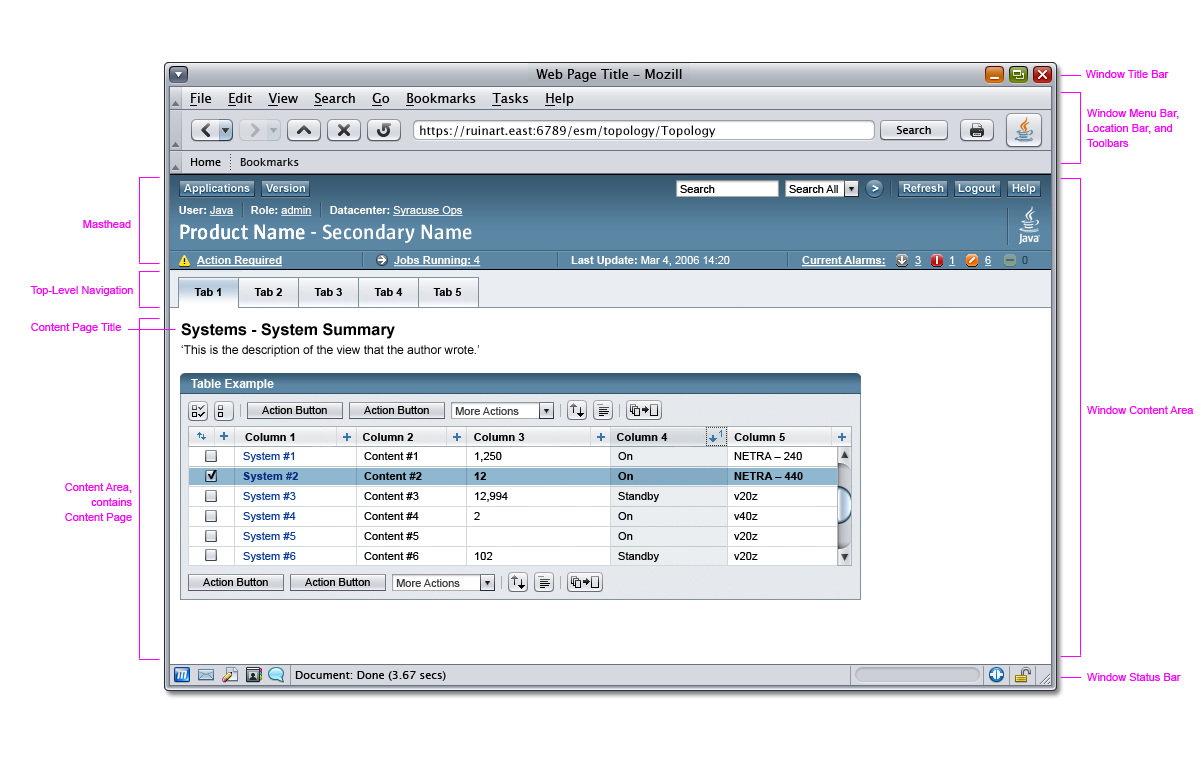 Web Page Title – Mozill
Window Title Bar
File Edit View Search Go Bookmarks Tasks Help
Window Menu Bar,
Location Bar, and
Toolbars
https://ruinart.east:6789/esm/topology/Topology Search
Home Bookmarks
Masthead
Applications Version Search Search All > Refresh Logout Help
User: Java Role: admin Datacenter: Syracuse Ops
Product Name - Secondary Name
Java
Action Required Jobs Running: 4 Last Update: Mar 4, 2006 14:20 Current Alarms: 3 1 6 0
Top-Level Navigation
Tab 1 Tab 2 Tab 3 Tab 4 Tab 5
Content Page Title
Systems - System Summary
‘This is the description of the view that the author wrote.’
Table Example
Action Button Action Button More Actions
Window Content Area
Column 1 Column 2 Column 3 Column 4 1 Column 5
System #1 Content #1 1,250 On NETRA – 240
System #2 Content #2 12 On NETRA – 440
System #3 Content #3 12,994 Standby v20z
System #4 Content #4 2 On v40z
System #5 Content #5 On v20z
System #6 Content #6 102 Standby v20z
Content Area,
contains
Content Page
Action Button Action Button More Actions
m Document: Done (3.67 secs)
Window Status Bar